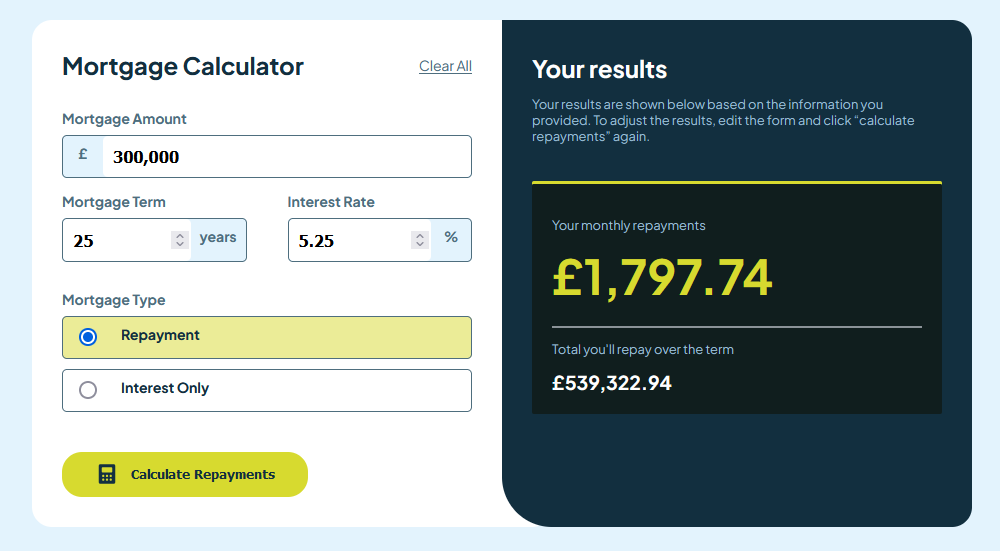 Mortgage Calculator
Clear All
Mortgage Amount
£ 300,000
Mortgage Term
25 years
Interest Rate
5.25 %
Mortgage Type
Repayment
Interest Only
Calculate Repayments
Your results
Your results are shown below based on the information you
provided. To adjust the results, edit the form and click “calculate
repayments” again.
Your monthly repayments
£1,797.74
Total you'll repay over the term
£539,322.94